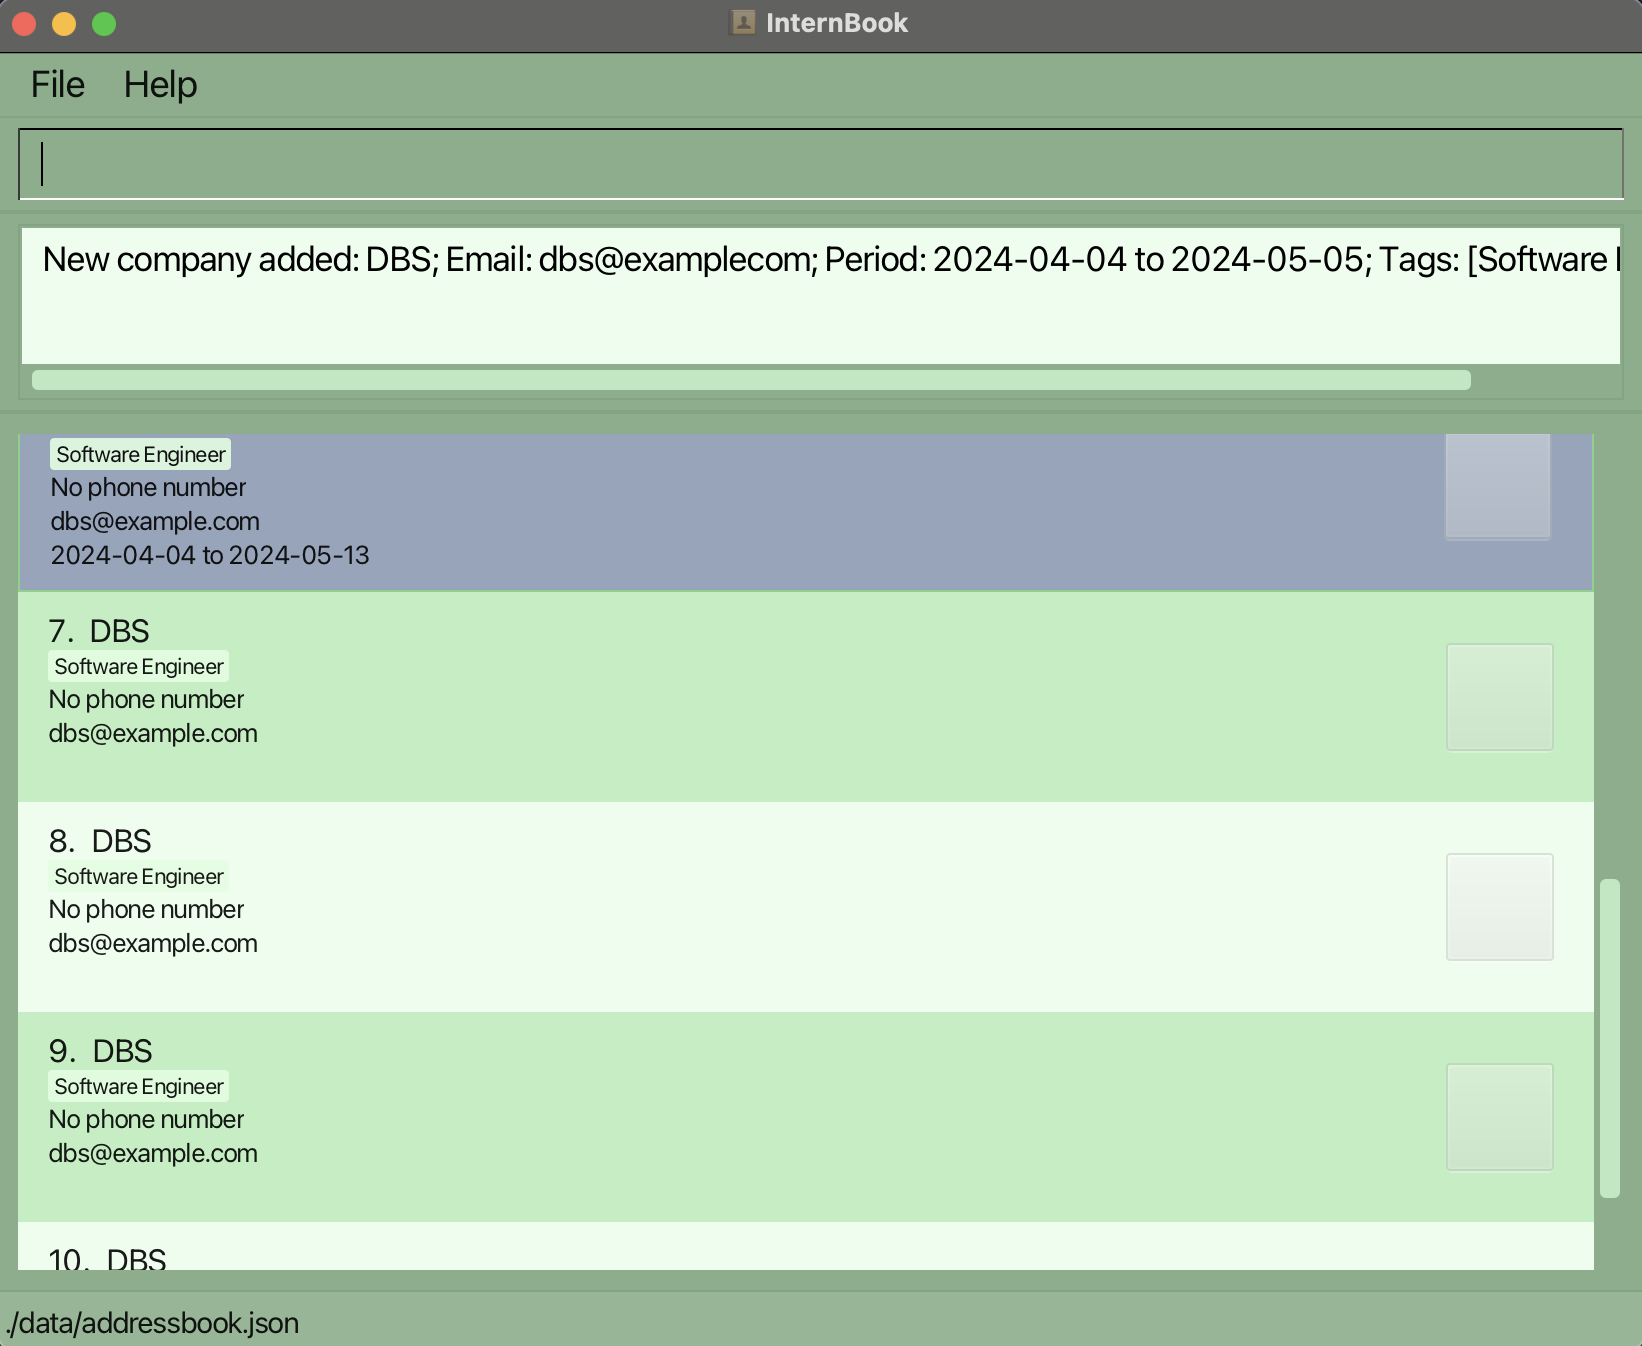 InternBook
File Help
New company added: DBS; Email: dbs@examplecom; Period: 2024-04-04 to 2024-05-05; Tags: [Software
Software Engineer
No phone number
dbs@example.com
2024-04-04 to 2024-05-13
7. DBS
Software Engineer
No phone number
dbs@example.com
8. DBS
Software Engineer
No phone number
dbs@example.com
9. DBS
Software Engineer
No phone number
dbs@example.com
10. DBS
./data/addressbook.json